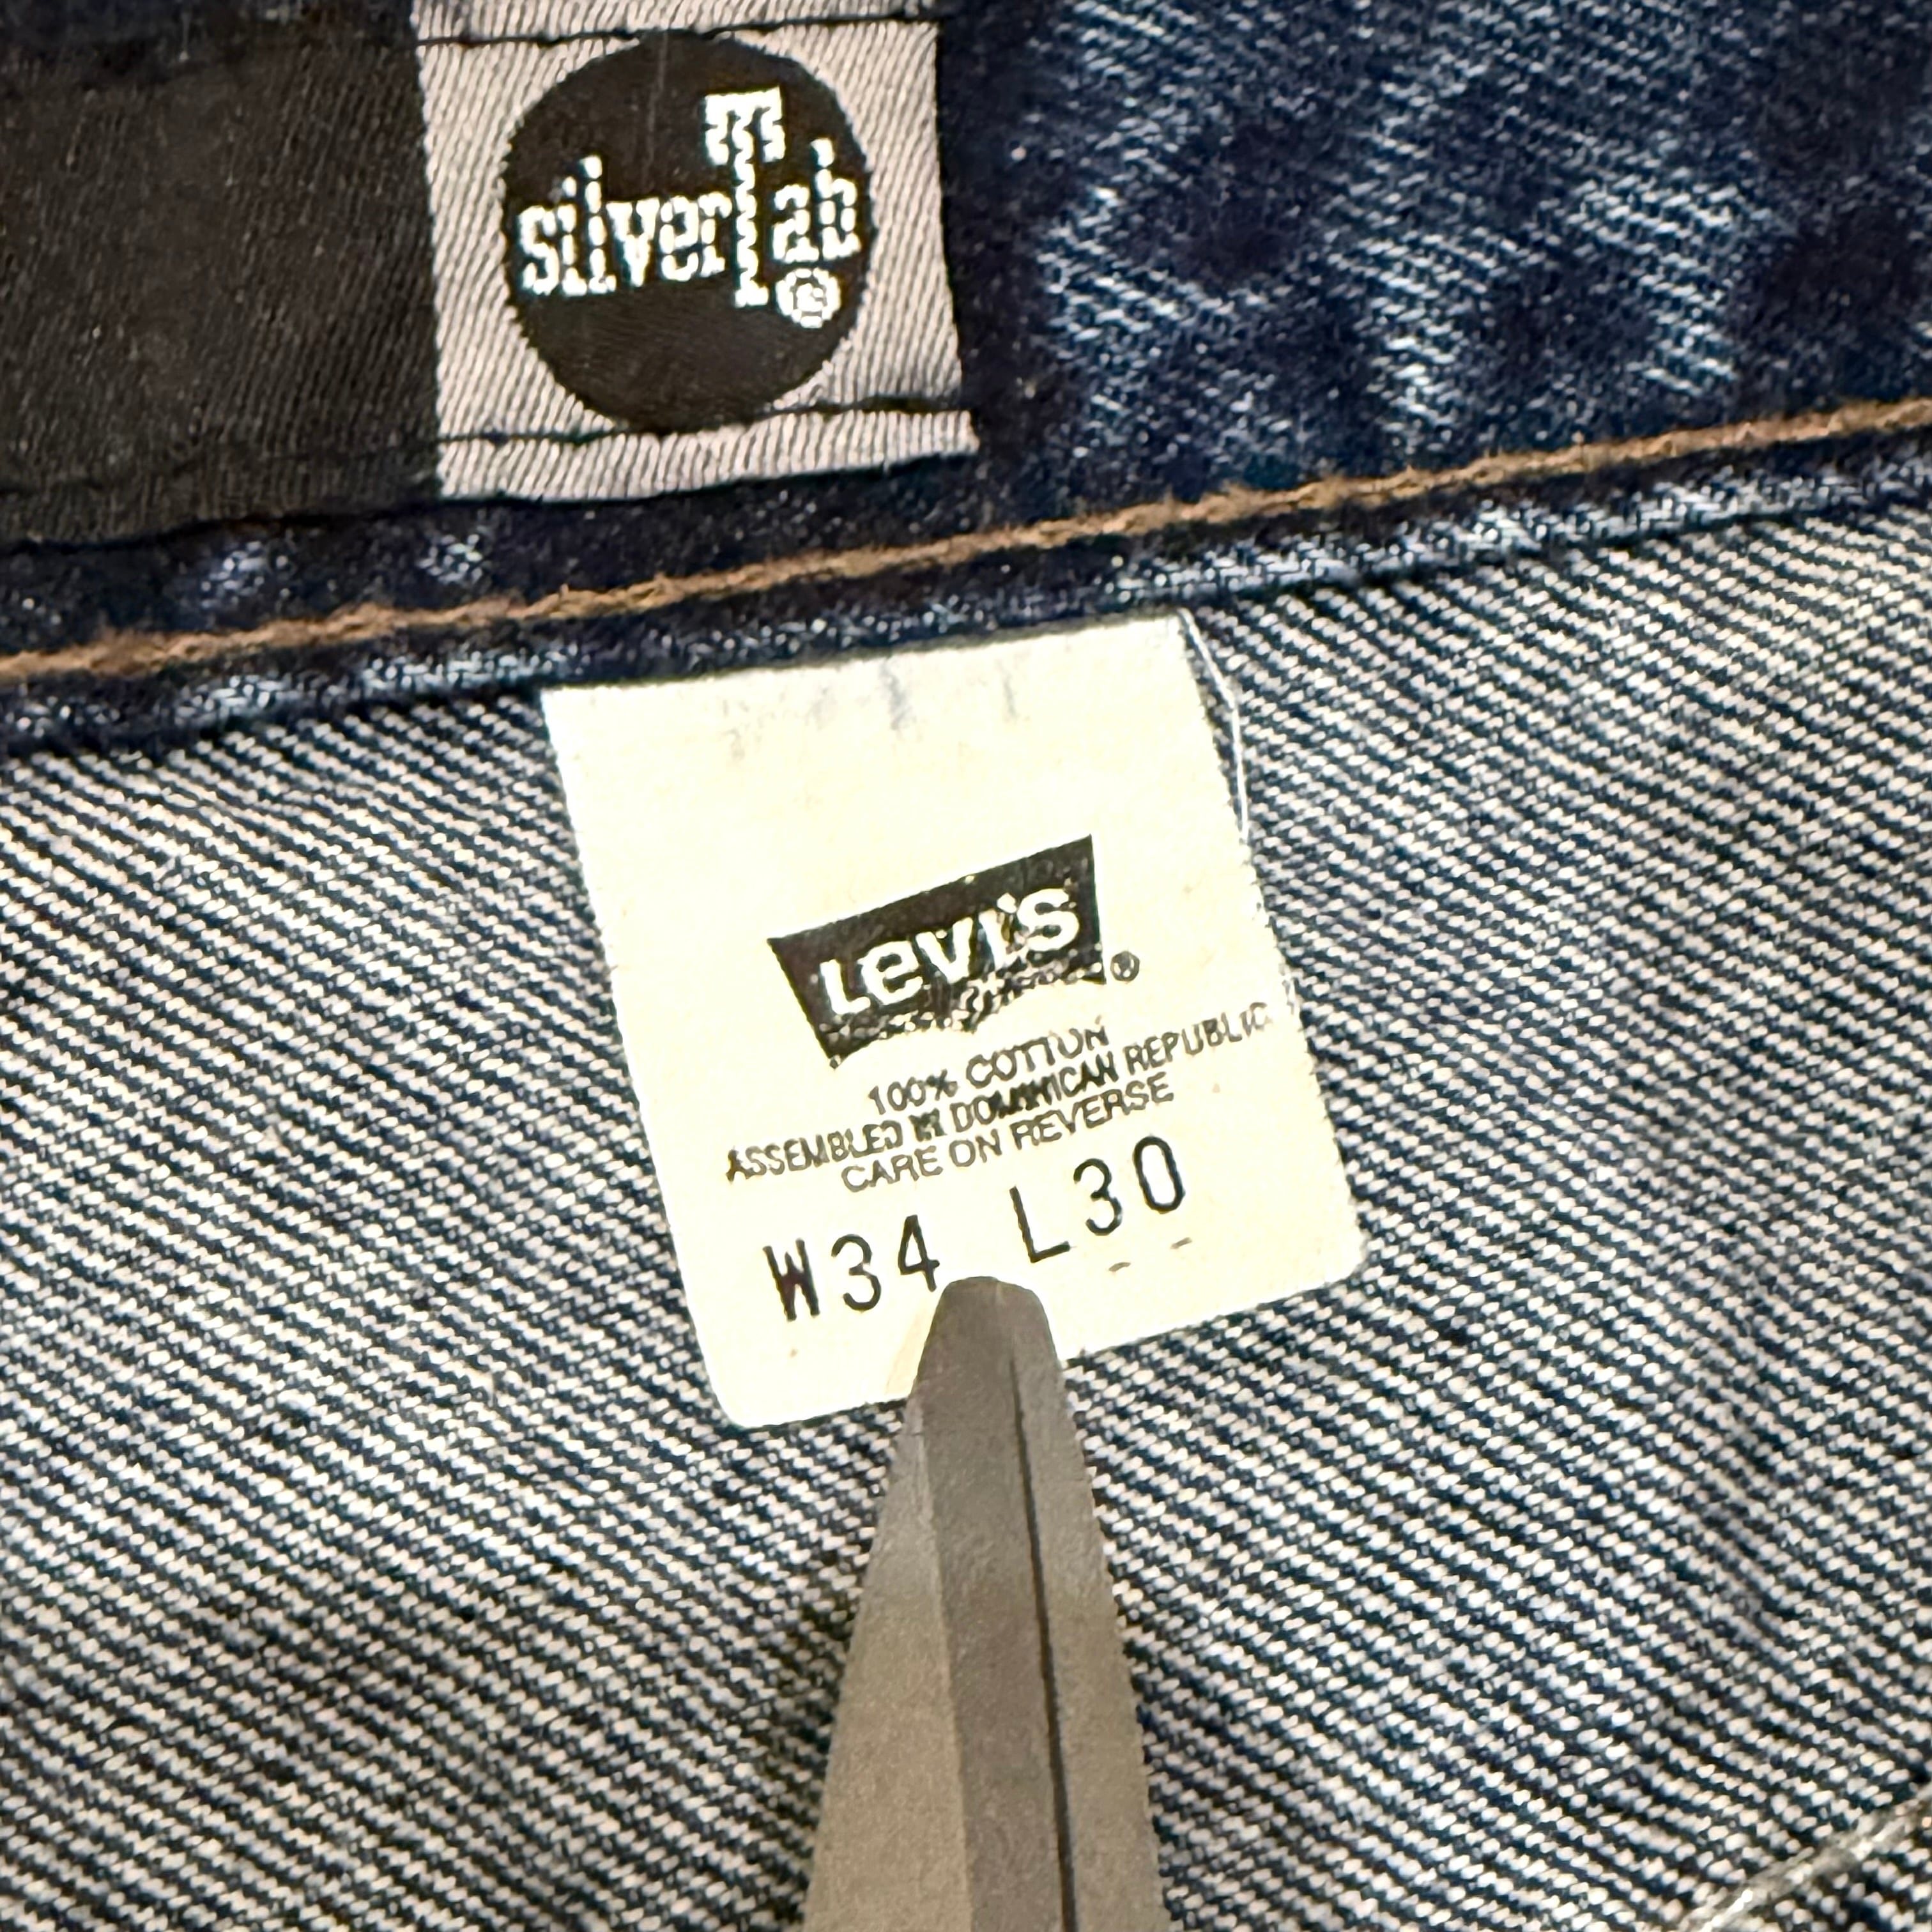 silverTab®
Levi's®
100% COTTON
ASSEMBLED IN DOMINICAN REPUBLIC
CARE ON REVERSE
W34 L30